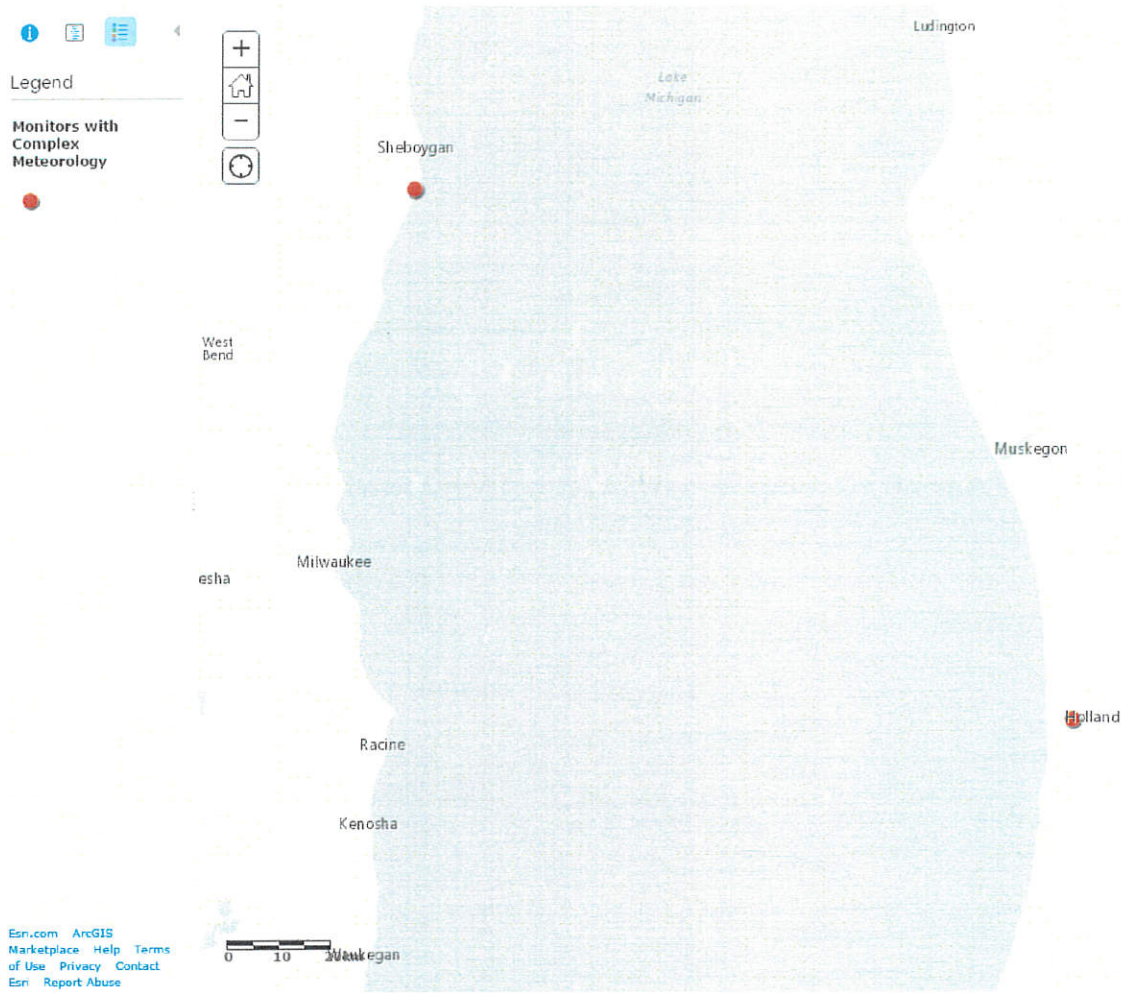 Legend
Monitors with
Complex
Meteorology
+
−
Ludington
Lake
Michigan
Sheboygan
West
Bend
Muskegon
Milwaukee
esha
Holland
Racine
Kenosha
Waukegan
0 10
Esri.com ArcGIS
Marketplace Help Terms
of Use Privacy Contact
Esri Report Abuse